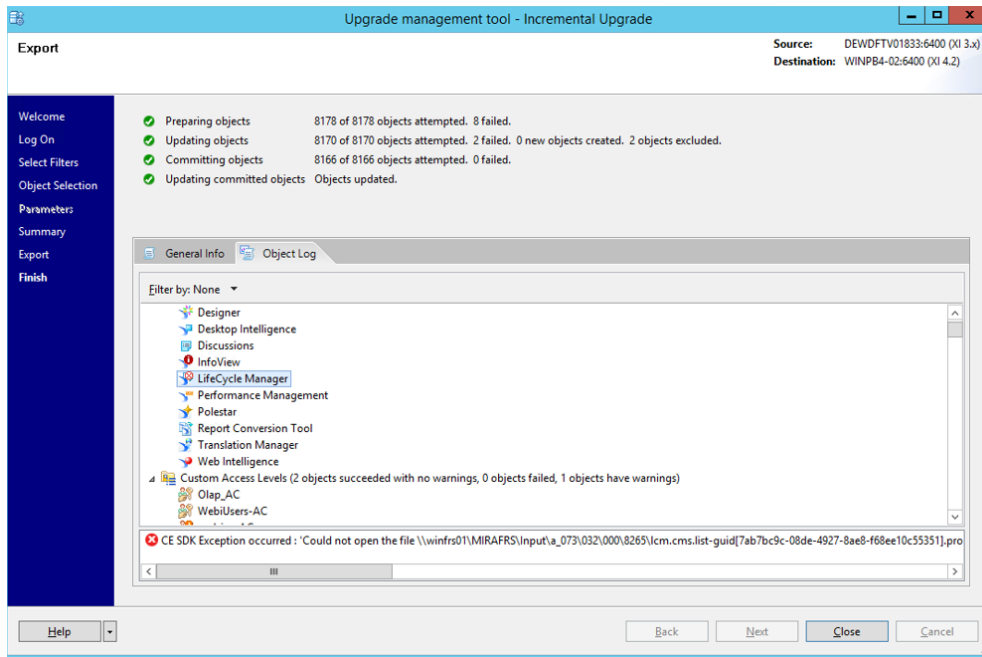 Upgrade management tool - Incremental Upgrade
Export
Source: DEWDFTV01833:6400 (XI 3.x)
Destination: WINPB4-02:6400 (XI 4.2)
Welcome
Log On
Select Filters
Object Selection
Parameters
Summary
Export
Finish
Preparing objects 8178 of 8178 objects attempted. 8 failed.
Updating objects 8170 of 8170 objects attempted. 2 failed. 0 new objects created. 2 objects excluded.
Committing objects 8166 of 8166 objects attempted. 0 failed.
Updating committed objects Objects updated.
General Info Object Log
Filter by: None
Designer
Desktop Intelligence
Discussions
InfoView
LifeCycle Manager
Performance Management
Polestar
Report Conversion Tool
Translation Manager
Web Intelligence
Custom Access Levels (2 objects succeeded with no warnings, 0 objects failed, 1 objects have warnings)
Olap_AC
WebiUsers-AC
CE SDK Exception occurred : 'Could not open the file \\winfrs01\MIRAFRS\Input\a_073\032\000\8265\lcm.cms.list-guid[7ab7bc9c-08de-4927-8ae8-f68ee10c55351].pro
Help Back Next Close Cancel